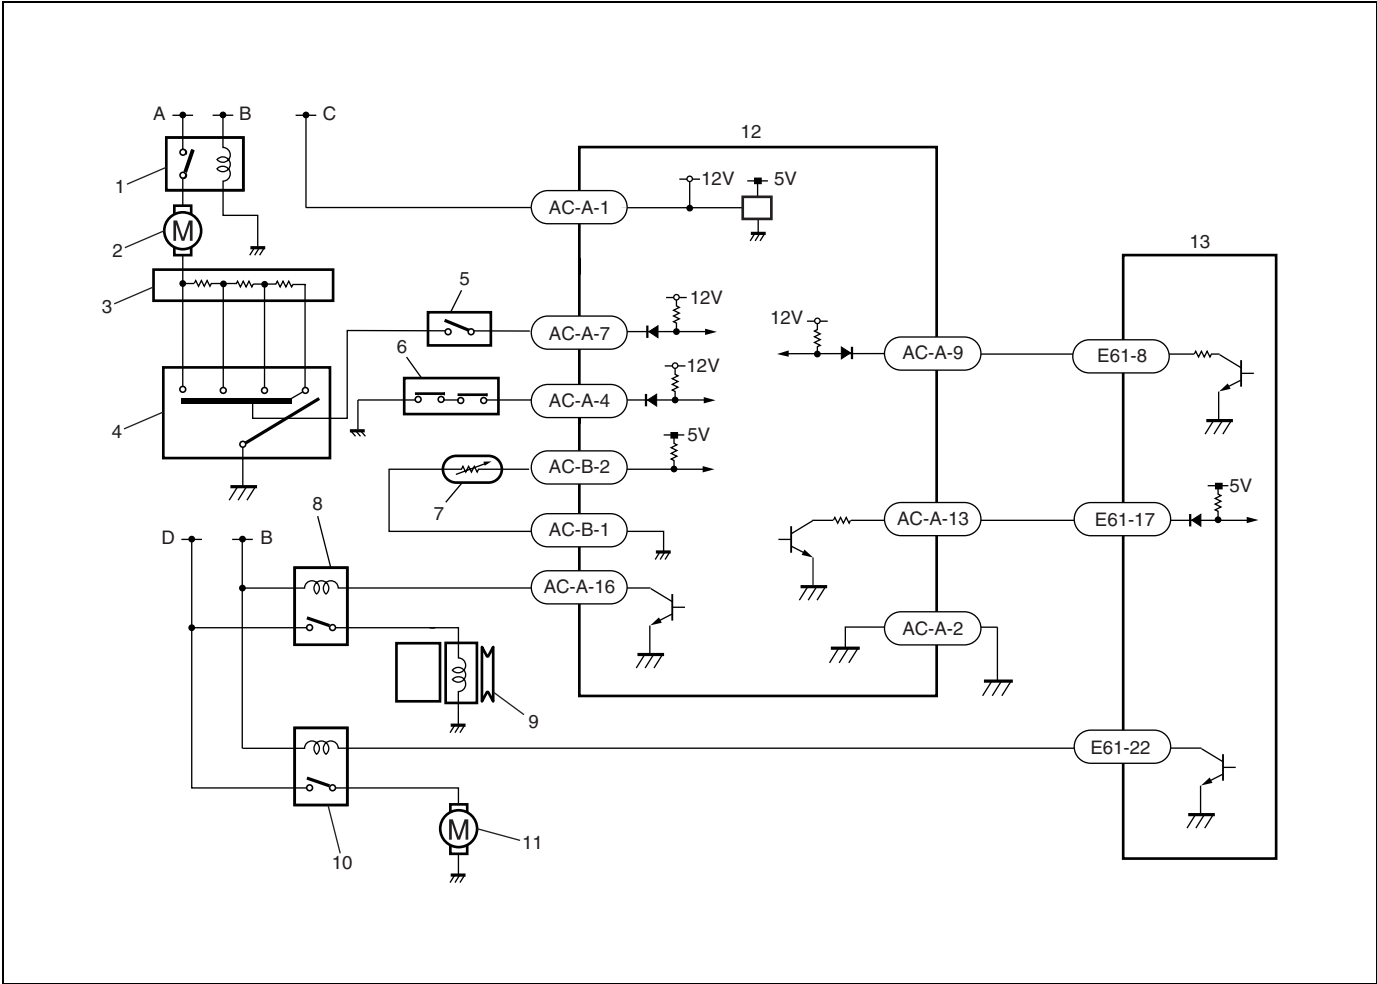 12
A B C
12V 5V
AC-A-1
1
M
2
13
3
5
12V
AC-A-7
12V
AC-A-9
E61-8
6
12V
AC-A-4
4
5V
AC-B-2
7
5V
8
AC-A-13
E61-17
D B
AC-B-1
AC-A-16
AC-A-2
9
E61-22
M
11
10